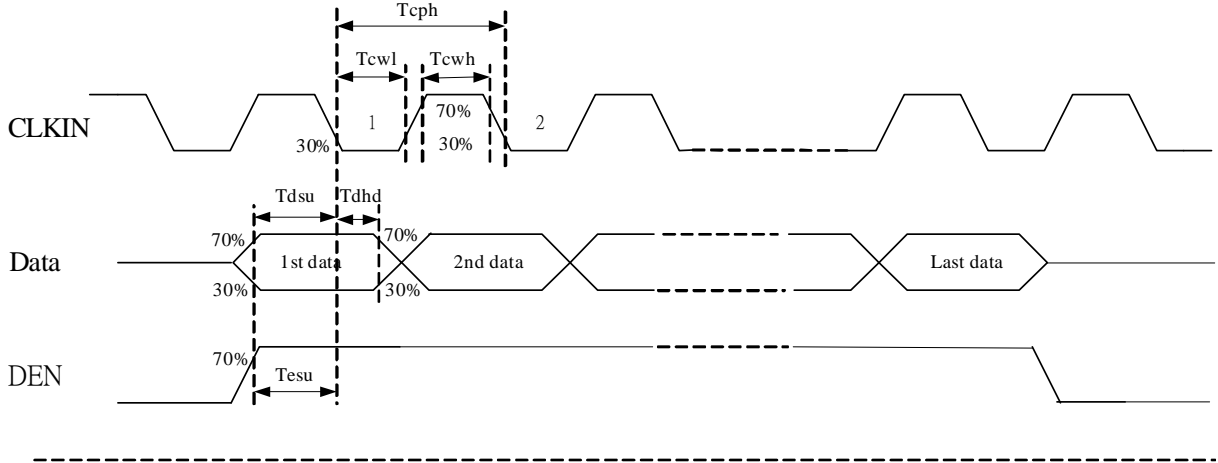 Tcph
Tcwl Tcwh
CLKIN
30% 1 70% 30% 2
Tdsu Tdhd
Data
70% 70%
1st data 2nd data Last data
30% 30%
DEN
70%
Tesu